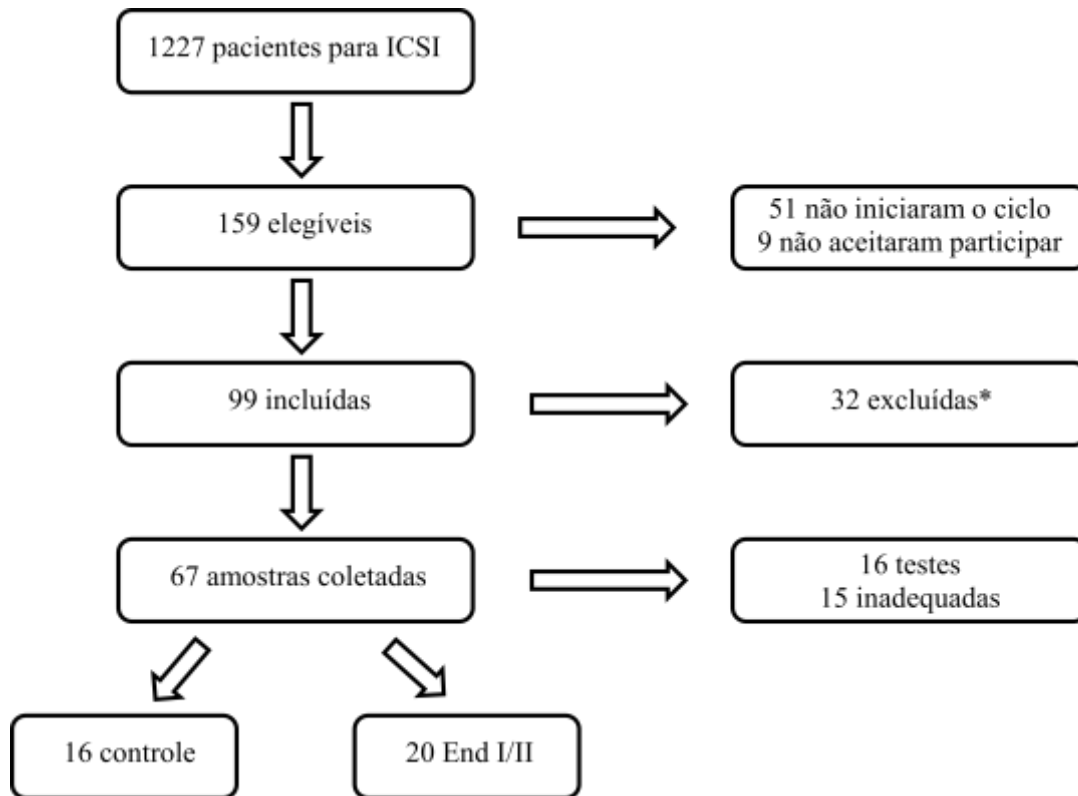 1227 pacientes para ICSI
159 elegíveis
51 não iniciaram o ciclo
9 não aceitaram participar
99 incluídas
32 excluídas*
67 amostras coletadas
16 testes
15 inadequadas
16 controle
20 End I/II